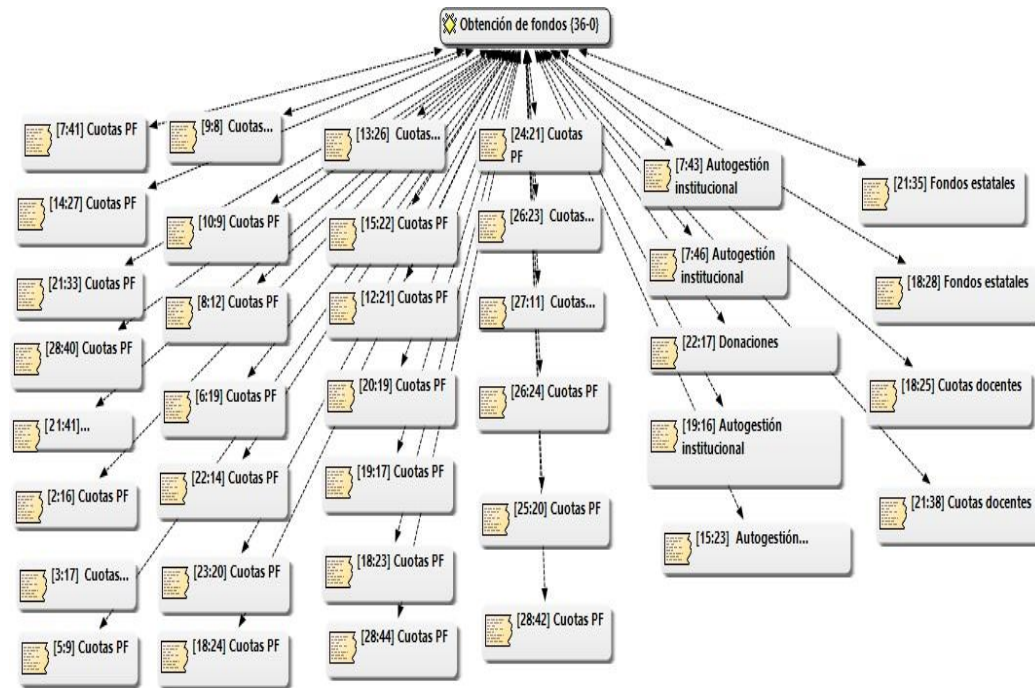 Obtención de fondos {36-0}
[7:41] Cuotas PF
[9:8] Cuotas...
[13:26] Cuotas...
[24:21] Cuotas
PF
[7:43] Autogestión
institucional
[21:35] Fondos estatales
[14:27] Cuotas PF
[10:9] Cuotas PF
[15:22] Cuotas PF
[26:23] Cuotas...
[7:46] Autogestión
institucional
[18:28] Fondos estatales
[21:33] Cuotas PF
[8:12] Cuotas PF
[12:21] Cuotas PF
[27:11] Cuotas...
[22:17] Donaciones
[18:25] Cuotas docentes
[28:40] Cuotas PF
[6:19] Cuotas PF
[20:19] Cuotas PF
[26:24] Cuotas PF
[19:16] Autogestión
institucional
[21:38] Cuotas docentes
[21:41]...
[22:14] Cuotas PF
[19:17] Cuotas PF
[25:20] Cuotas PF
[15:23] Autogestión...
[2:16] Cuotas PF
[23:20] Cuotas PF
[18:23] Cuotas PF
[28:42] Cuotas PF
[3:17] Cuotas...
[18:24] Cuotas PF
[28:44] Cuotas PF
[5:9] Cuotas PF